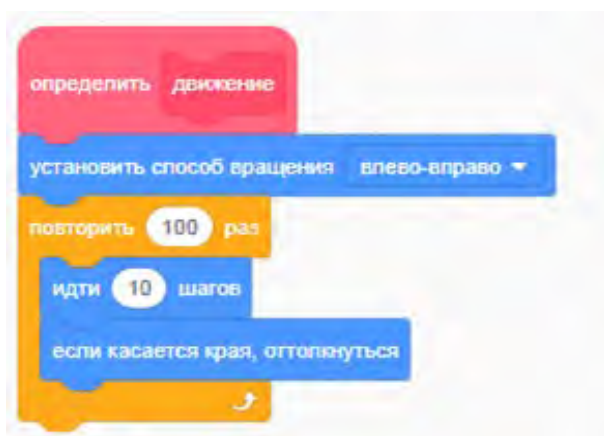 определить движение
установить способ вращения влево-вправо
повторить 100 раз
идти 10 шагов
если касается края, оттолкнуться